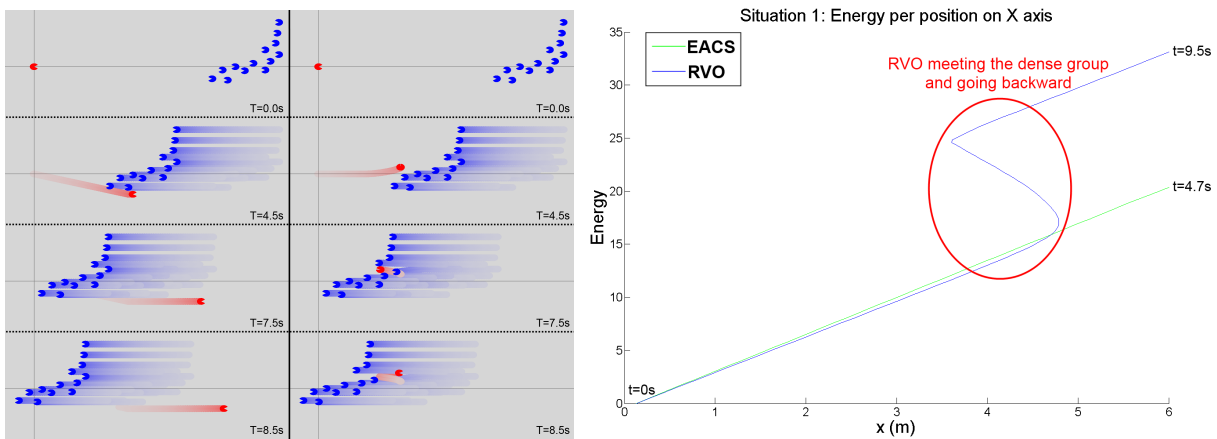 T=0.0s
T=0.0s
T=4.5s
T=4.5s
T=7.5s
T=7.5s
T=8.5s
T=8.5s
Situation 1: Energy per position on X axis
EACS
RVO
RVO meeting the dense group
and going backward
t=9.5s
t=4.7s
t=0s
Energy
35
30
25
20
15
10
5
0
0 1 2 3 4 5 6
x (m)